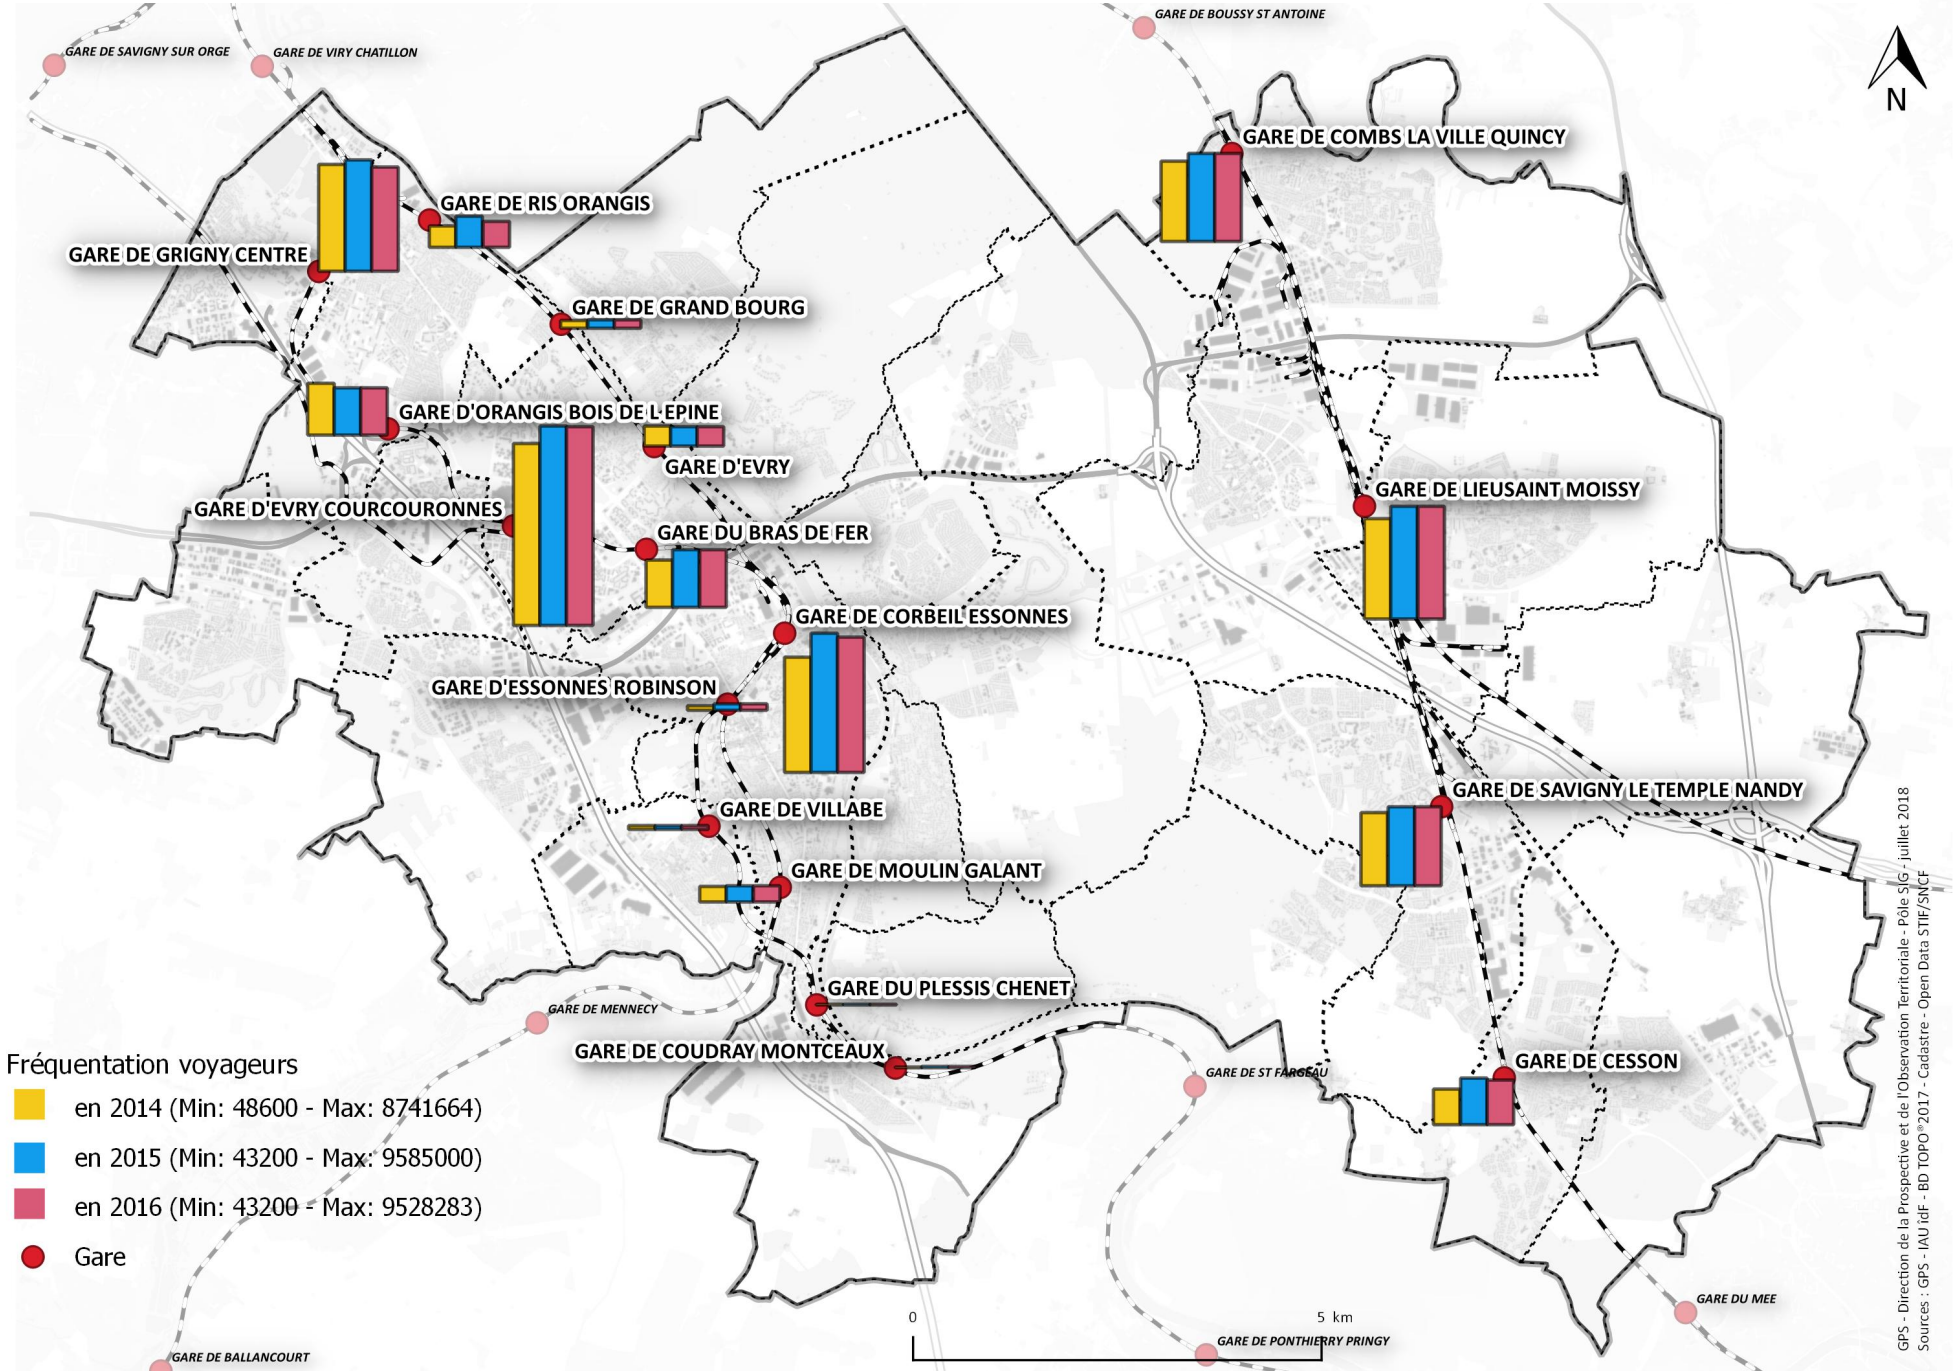 GARE DE BOUSSY ST ANTOINE
GARE DE SAVIGNY SUR ORGE
GARE DE VIRY CHATILLON
N
GARE DE COMBS LA VILLE QUINCY
GARE DE RIS ORANGIS
GARE DE GRIGNY CENTRE
GARE DE GRAND BOURG
GARE D'ORANGIS BOIS DE L EPINE
GARE D'EVRY
GARE DE LIEUSAINT MOISSY
GARE D'EVRY COURCOURONNES
GARE DU BRAS DE FER
GARE DE CORBEIL ESSONNES
GARE D'ESSONNES ROBINSON
GARE DE SAVIGNY LE TEMPLE NANDY
GARE DE VILLABE
GARE DE MOULIN GALANT
GARE DU PLESSIS CHENET
GARE DE MENNECY
GARE DE COUDRAY MONTCEAUX
GARE DE ST FARGEAU
GARE DE CESSON
Fréquentation voyageurs
en 2014 (Min: 48600 - Max: 8741664)
en 2015 (Min: 43200 - Max: 9585000)
en 2016 (Min: 43200 - Max: 9528283)
Gare
GARE DU MEE
0 5 km
GARE DE PONTHIERRY PRINGY
GARE DE BALLANCOURT
GPS - Direction de la Prospective et de l'Observation Territoriale - Pôle SIG - juillet 2018
Sources : GPS - IAU îdF - BD TOPO®2017 - Cadastre - Open Data STIF/SNCF